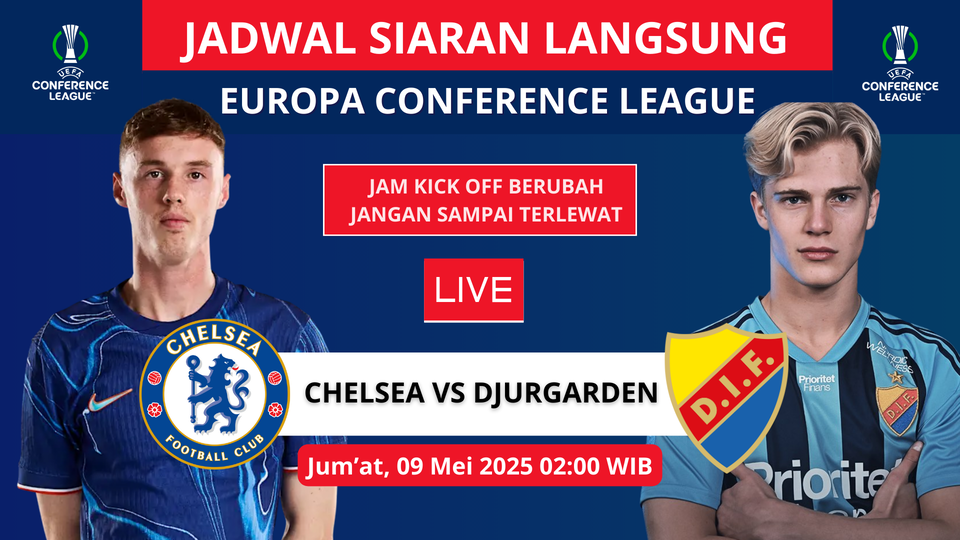 JADWAL SIARAN LANGSUNG
EUROPA CONFERENCE LEAGUE
UEFA
CONFERENCE
LEAGUE
UEFA
CONFERENCE
LEAGUE
JAM KICK OFF BERUBAH
JANGAN SAMPAI TERLEWAT
LIVE
CHELSEA
FOOTBALL CLUB
CHELSEA VS DJURGARDEN
D.I.F.
Prioritet
Finans
D.I.F.
Jum’at, 09 Mei 2025 02:00 WIB
Prioritet